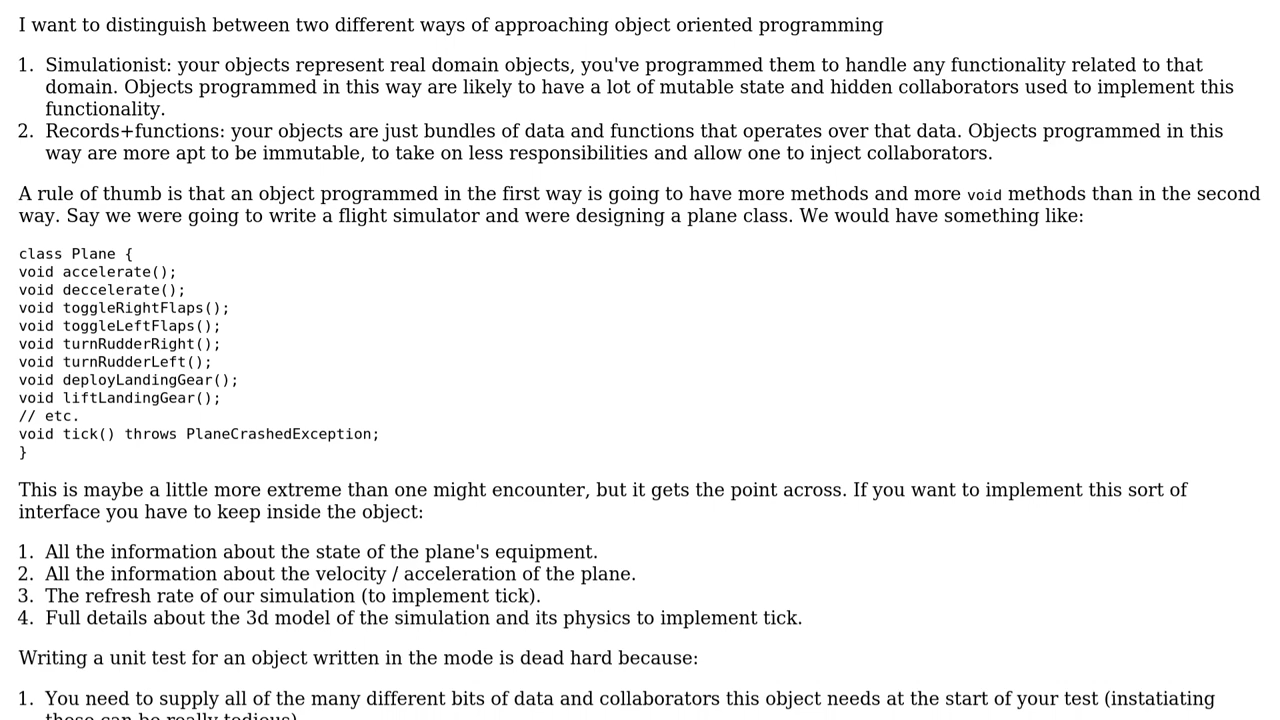 I want to distinguish between two different ways of approaching object oriented programming
1. Simulationist: your objects represent real domain objects, you've programmed them to handle any functionality related to that
domain. Objects programmed in this way are likely to have a lot of mutable state and hidden collaborators used to implement this
functionality.
2. Records+functions: your objects are just bundles of data and functions that operates over that data. Objects programmed in this
way are more apt to be immutable, to take on less responsibilities and allow one to inject collaborators.
A rule of thumb is that an object programmed in the first way is going to have more methods and more void methods than in the second
way. Say we were going to write a flight simulator and were designing a plane class. We would have something like:
class Plane {
void accelerate();
void deccelerate();
void toggleRightFlaps();
void toggleLeftFlaps();
void turnRudderRight();
void turnRudderLeft();
void deployLandingGear();
void liftLandingGear();
// etc.
void tick() throws PlaneCrashedException;
}
This is maybe a little more extreme than one might encounter, but it gets the point across. If you want to implement this sort of
interface you have to keep inside the object:
1. All the information about the state of the plane's equipment.
2. All the information about the velocity / acceleration of the plane.
3. The refresh rate of our simulation (to implement tick).
4. Full details about the 3d model of the simulation and its physics to implement tick.
Writing a unit test for an object written in the mode is dead hard because:
1. You need to supply all of the many different bits of data and collaborators this object needs at the start of your test (instatiating
these can be really tedious)